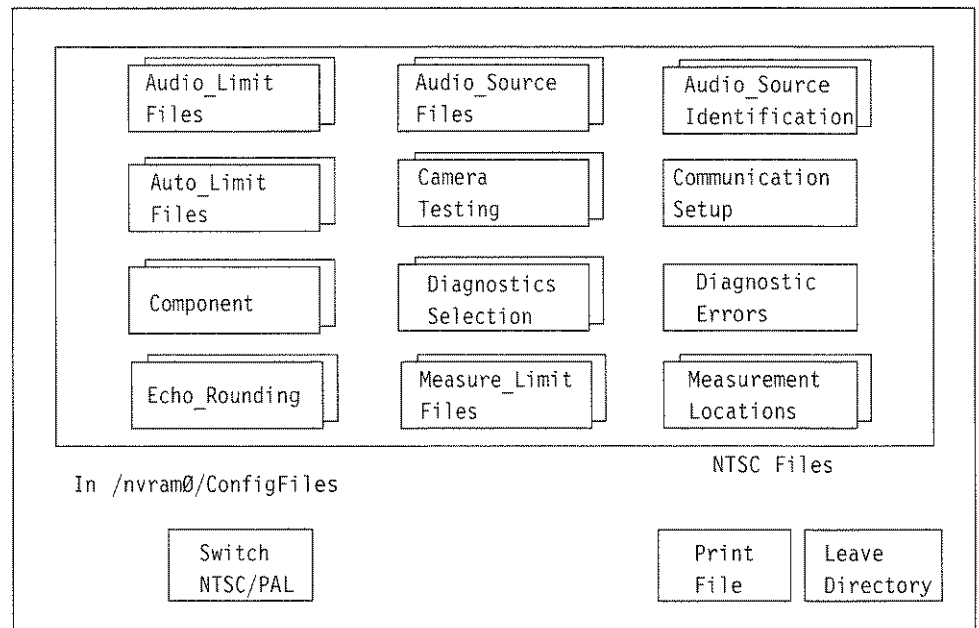 Audio_Limit
Files
Audio_Source
Files
Audio_Source
Identification
Auto_Limit
Files
Camera
Testing
Communication
Setup
Component
Diagnostics
Selection
Diagnostic
Errors
Echo_Rounding
Measure_Limit
Files
Measurement
Locations
NTSC Files
In /nvram0/ConfigFiles
Switch
NTSC/PAL
Print
File
Leave
Directory